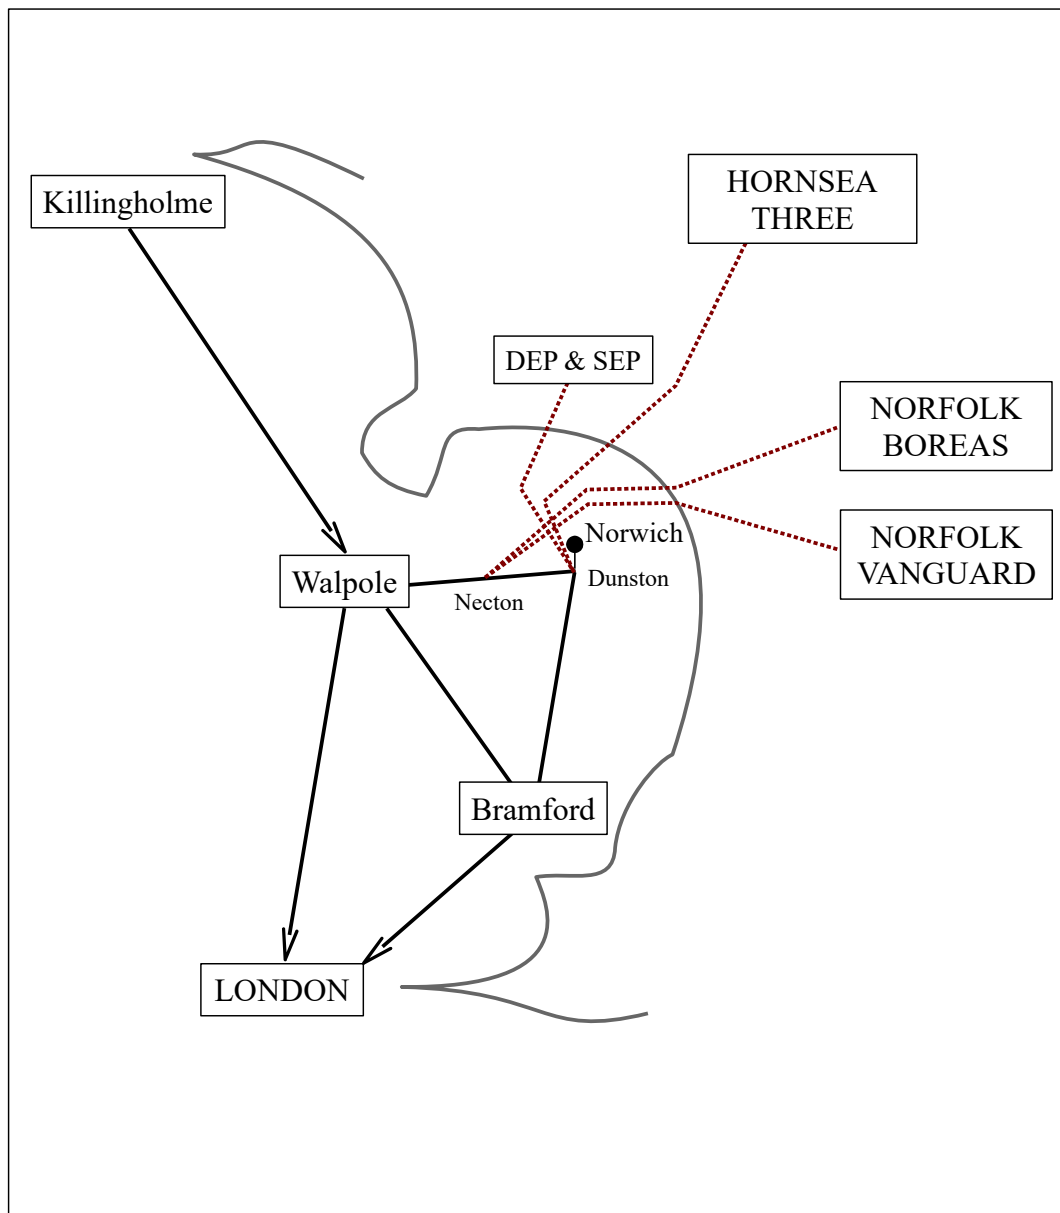 Killingholme
HORNSEA
THREE
DEP & SEP
NORFOLK
BOREAS
Norwich
NORFOLK
VANGUARD
Walpole
Dunston
Necton
Bramford
LONDON